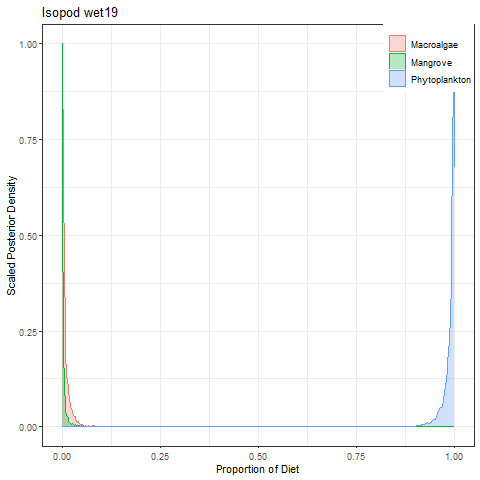 Isopod wet19
Macroalgae
Mangrove
Phytoplankton
1.00
0.75
0.50
0.25
0.00
Scaled Posterior Density
0.00 0.25 0.50 0.75 1.00
Proportion of Diet